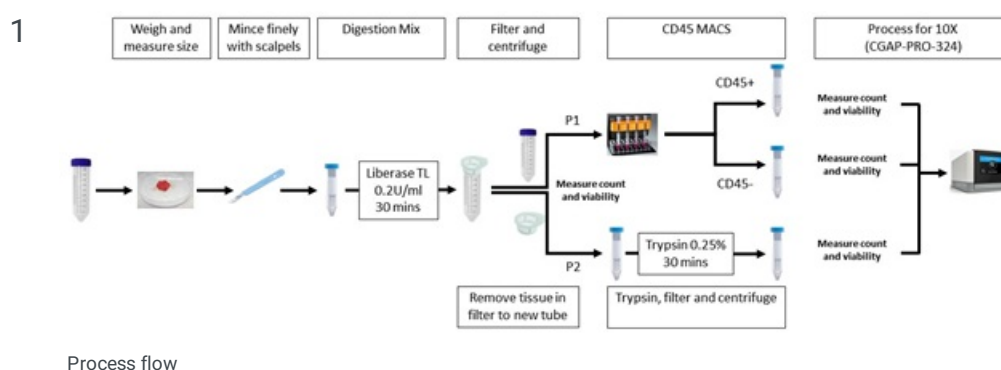 1
Weigh and
measure size
Mince finely
with scalpels
Digestion Mix
Filter and
centrifuge
CD45 MACS
Process for 10X
(CGAP-PRO-324)
Liberase TL
0.2U/ml
30 mins
P1
Measure count
and viability
P2
CD45+
CD45-
Trypsin 0.25%
30 mins
Measure count
and viability
Measure count
and viability
Measure count
and viability
Remove tissue in
filter to new tube
Trypsin, filter and centrifuge
Process flow